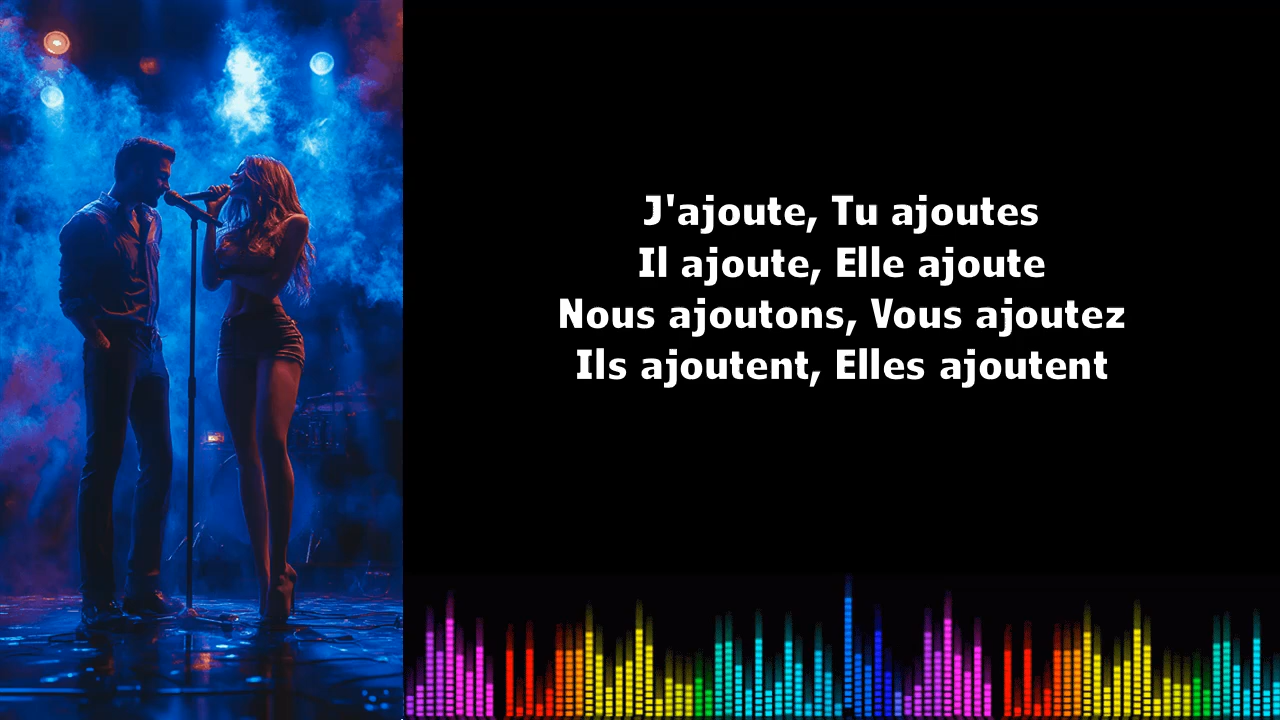 J'ajoute, Tu ajoutes
Il ajoute, Elle ajoute
Nous ajoutons, Vous ajoutez
Ils ajoutent, Elles ajoutent